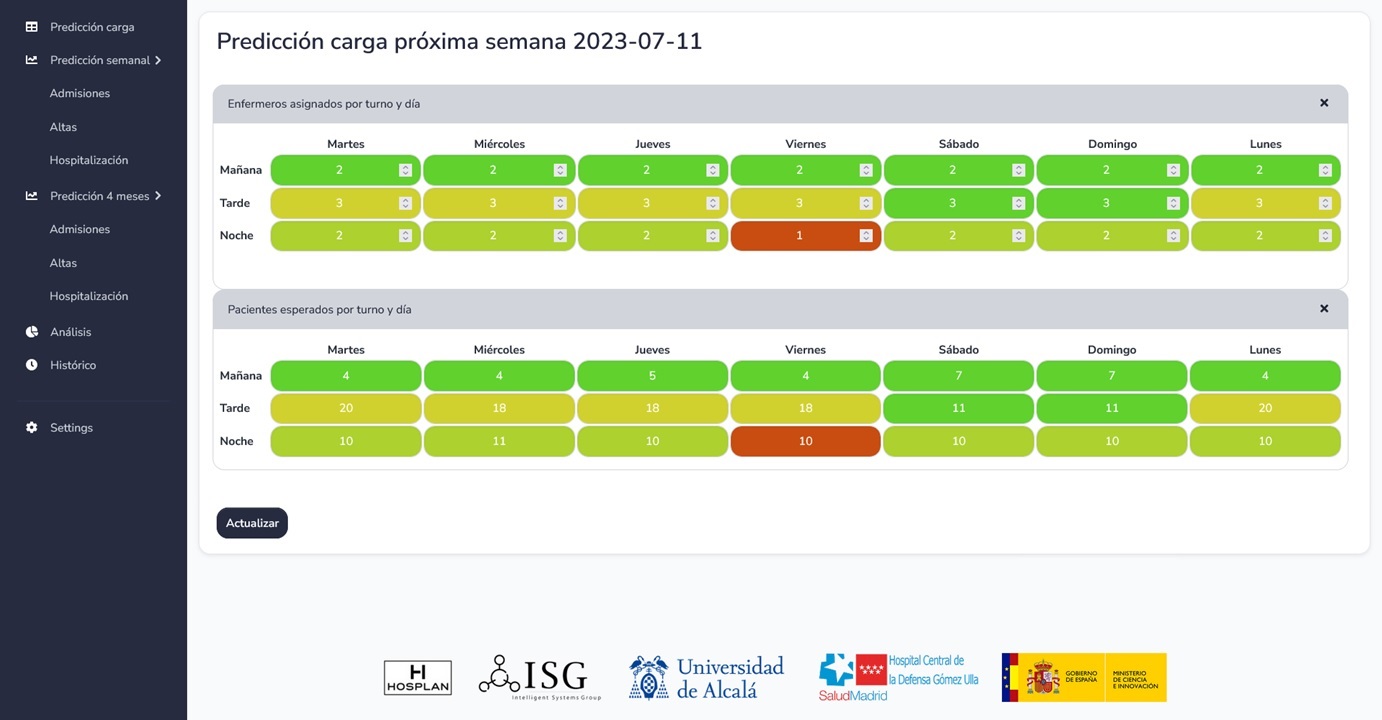 Predicción carga
Predicción semanal
Admisiones
Altas
Hospitalización
Predicción 4 meses
Admisiones
Altas
Hospitalización
Análisis
Histórico
Settings
Predicción carga próxima semana 2023-07-11
Enfermeros asignados por turno y día
Martes Miércoles Jueves Viernes Sábado Domingo Lunes
Mañana 2 2 2 2 2 2 2
Tarde 3 3 3 3 3 3 3
Noche 2 2 2 1 2 2 2
Pacientes esperados por turno y día
Martes Miércoles Jueves Viernes Sábado Domingo Lunes
Mañana 4 4 5 4 7 7 4
Tarde 20 18 18 18 11 11 20
Noche 10 11 10 10 10 10 10
Actualizar
H
HOSPLAN
ISG
Intelligent Systems Group
Universidad
de Alcalá
Hospital Central de
la Defensa Gómez Ulla
SaludMadrid
GOBIERNO
DE ESPAÑA
MINISTERIO
DE CIENCIA
E INNOVACIÓN